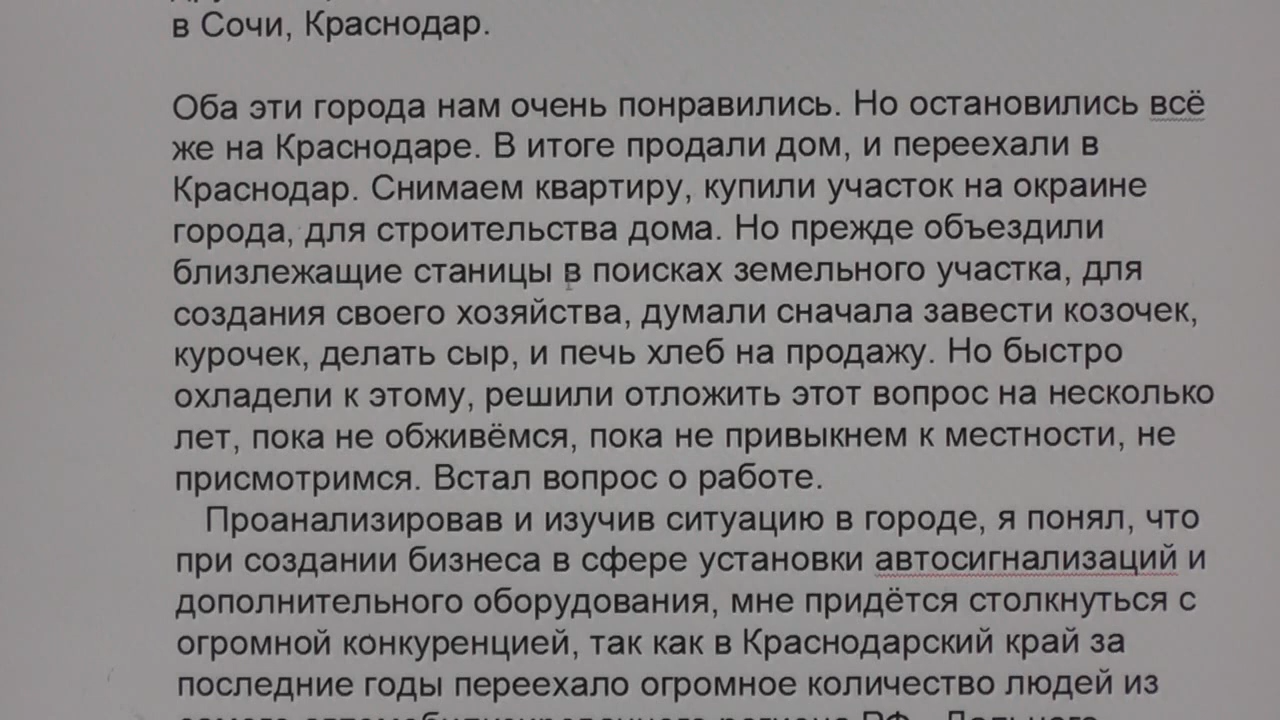 в Сочи, Краснодар.
Оба эти города нам очень понравились. Но остановились всё
же на Краснодаре. В итоге продали дом, и переехали в
Краснодар. Снимаем квартиру, купили участок на окраине
города, для строительства дома. Но прежде объездили
близлежащие станицы в поисках земельного участка, для
создания своего хозяйства, думали сначала завести козочек,
курочек, делать сыр, и печь хлеб на продажу. Но быстро
охладели к этому, решили отложить этот вопрос на несколько
лет, пока не обживёмся, пока не привыкнем к местности, не
присмотримся. Встал вопрос о работе.
Проанализировав и изучив ситуацию в городе, я понял, что
при создании бизнеса в сфере установки автосигнализаций и
дополнительного оборудования, мне придётся столкнуться с
огромной конкуренцией, так как в Краснодарский край за
последние годы переехало огромное количество людей из